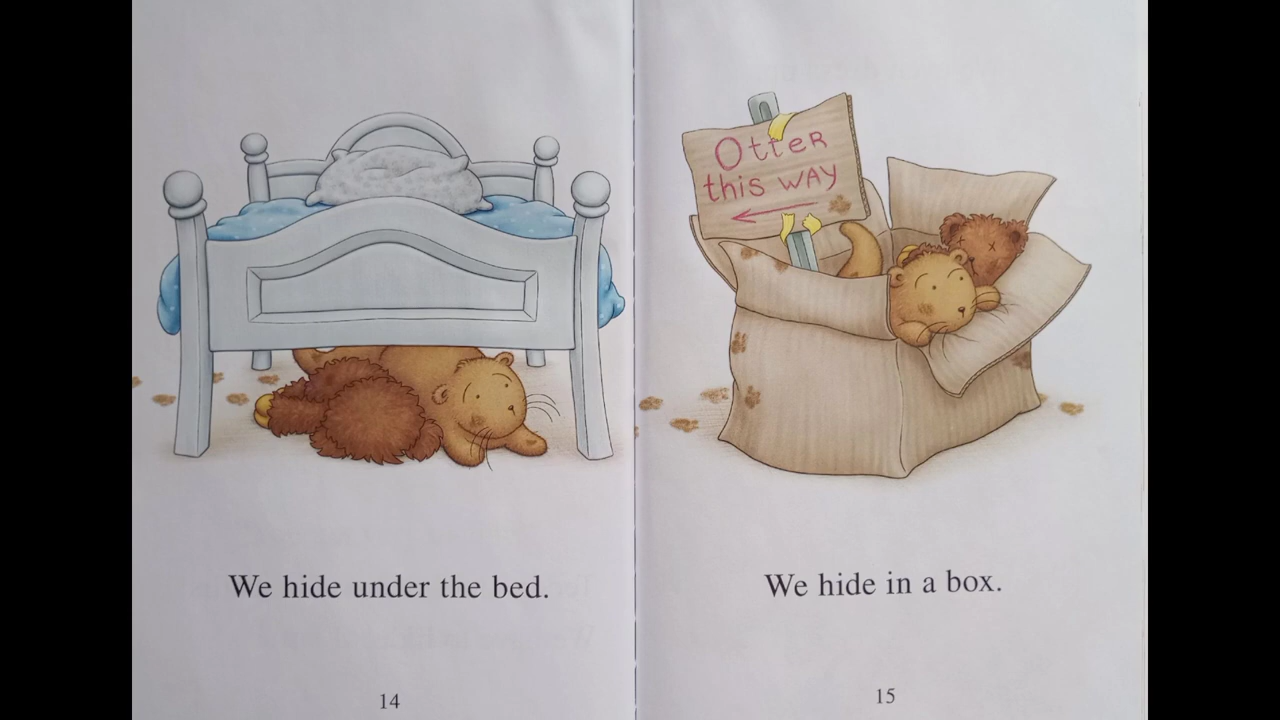 We hide under the bed.
14
Otter
this way
We hide in a box.
15